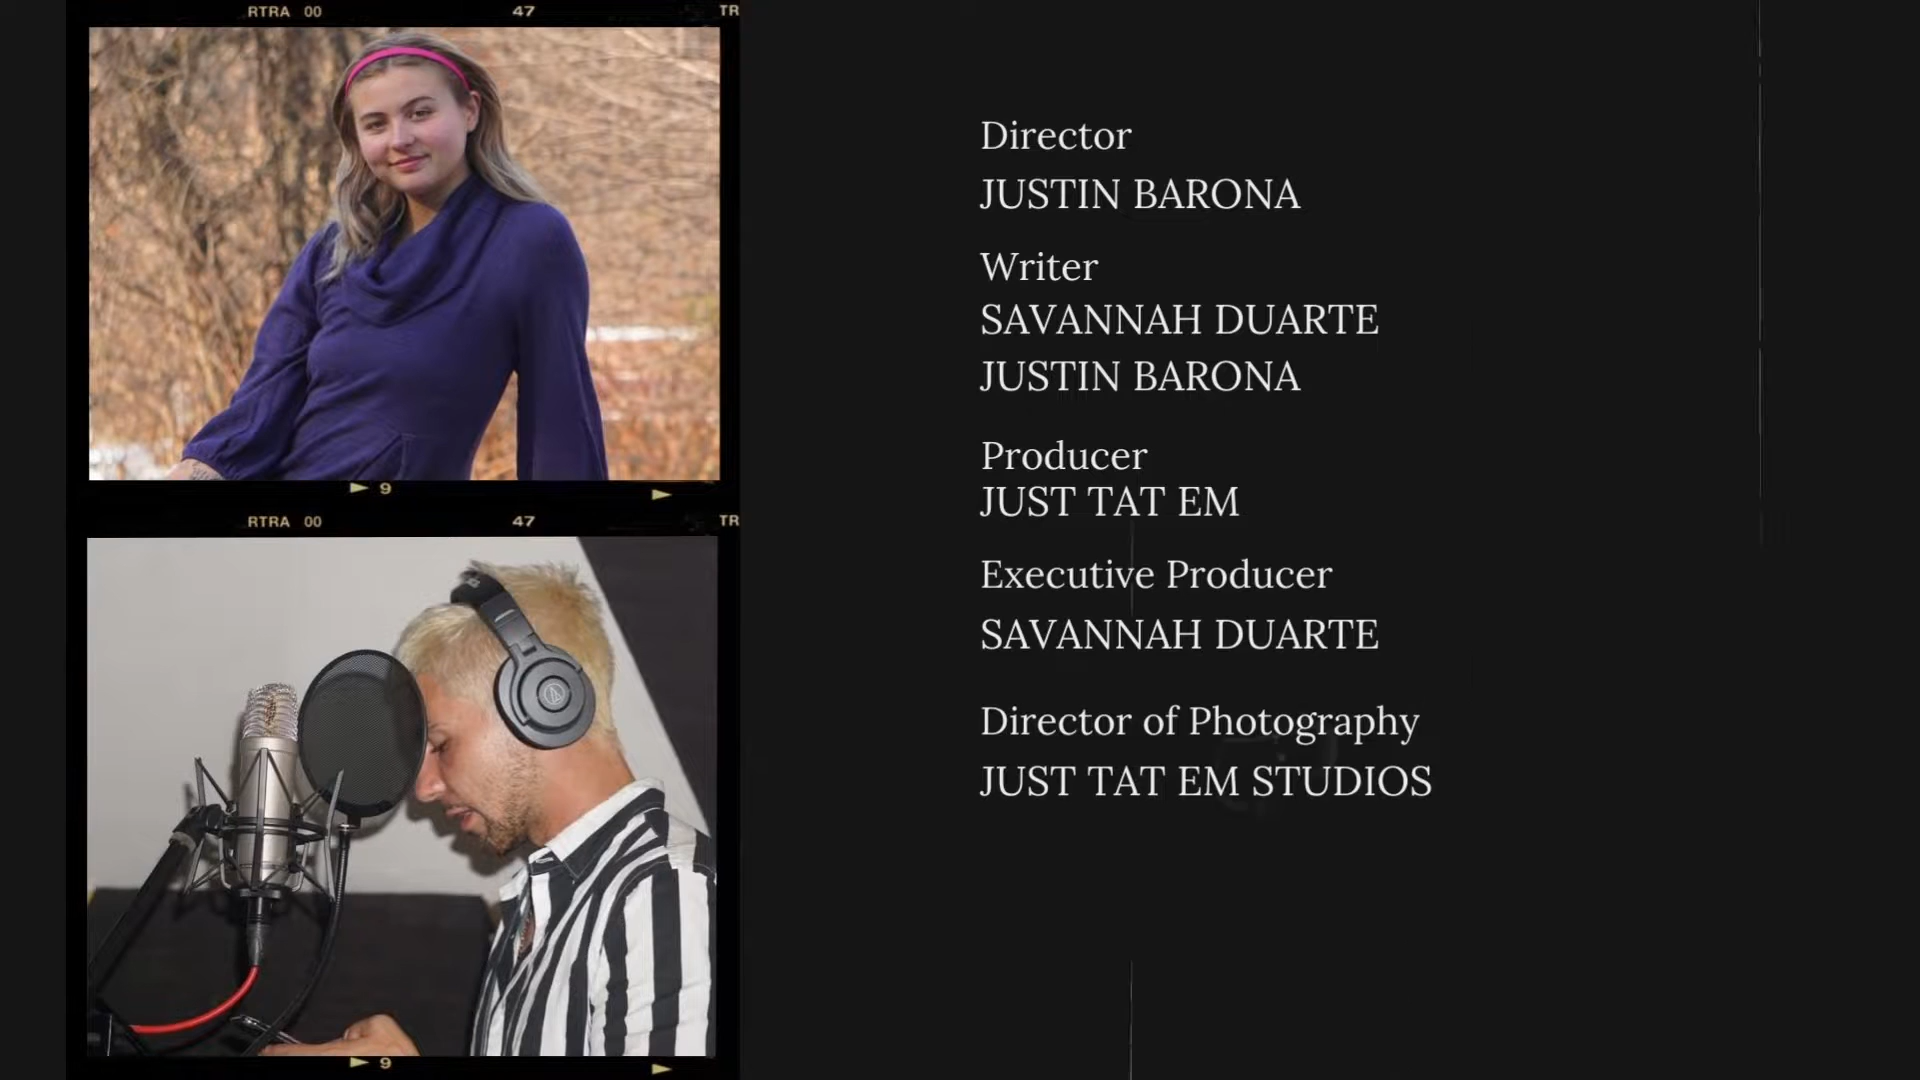 RTRA 00 47 TR
9
RTRA 00 47 TR
9
Director
JUSTIN BARONA
Writer
SAVANNAH DUARTE
JUSTIN BARONA
Producer
JUST TAT EM
Executive Producer
SAVANNAH DUARTE
Director of Photography
JUST TAT EM STUDIOS